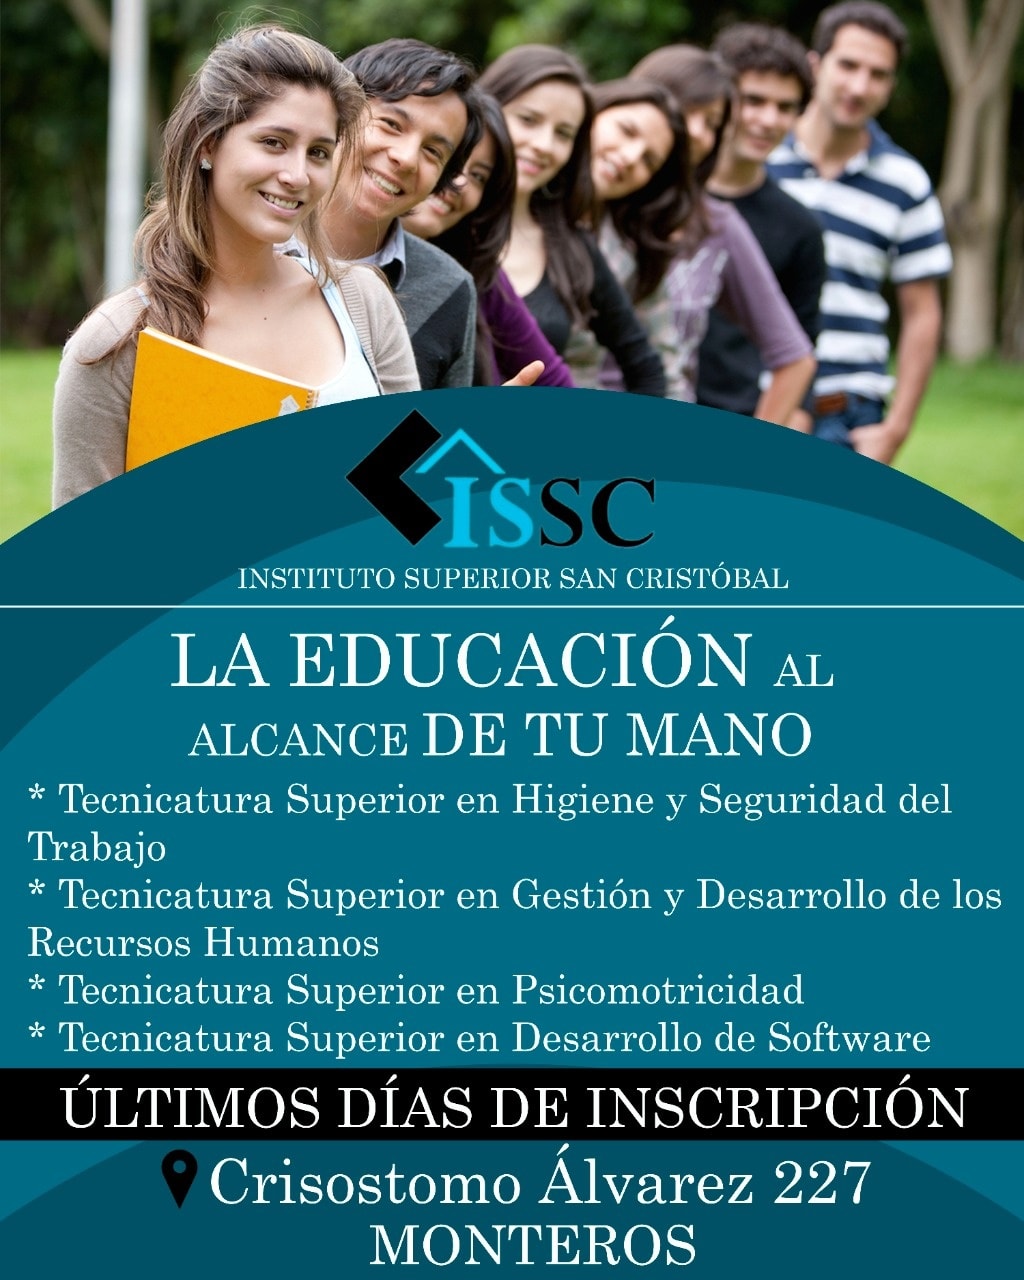 ISSC
INSTITUTO SUPERIOR SAN CRISTÓBAL
LA EDUCACIÓN AL
ALCANCE DE TU MANO
* Tecnicatura Superior en Higiene y Seguridad del
Trabajo
* Tecnicatura Superior en Gestión y Desarrollo de los
Recursos Humanos
* Tecnicatura Superior en Psicomotricidad
* Tecnicatura Superior en Desarrollo de Software
ÚLTIMOS DÍAS DE INSCRIPCIÓN
Crisostomo Álvarez 227
MONTEROS